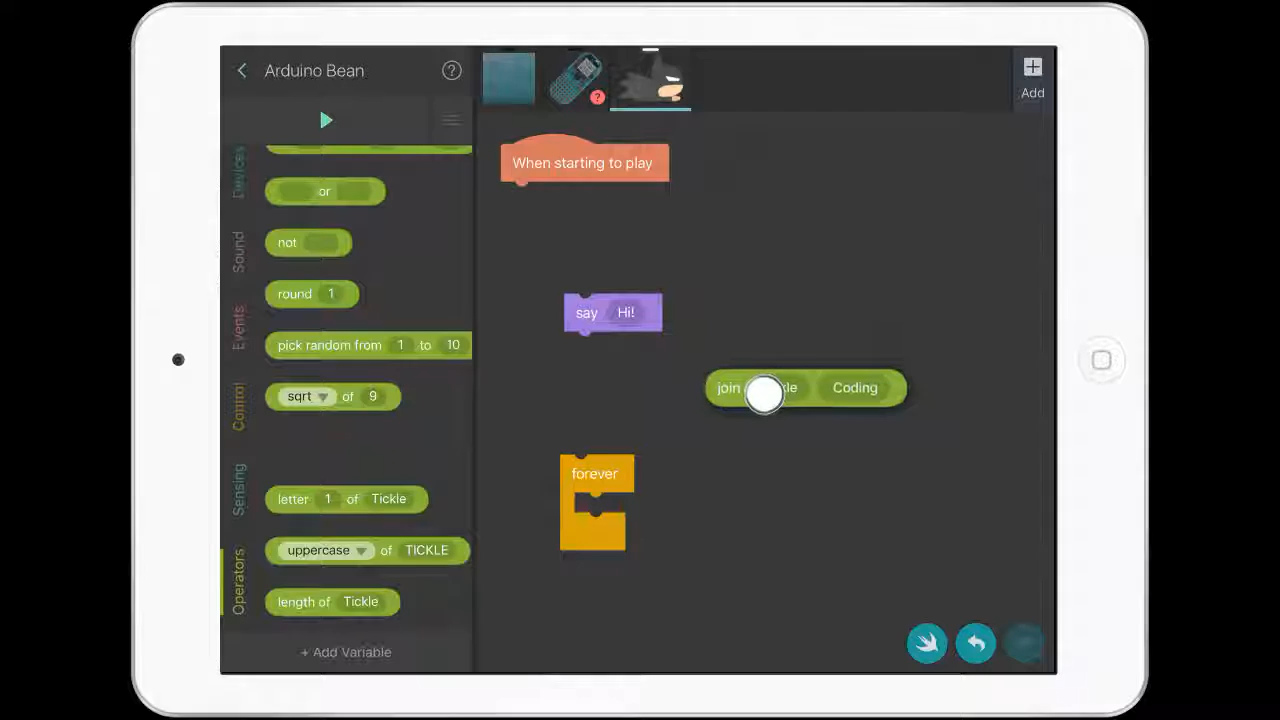 Arduino Bean
?
Add
?
Devices
Sound
Events
Control
Sensing
Operators
or
not
round 1
pick random from 1 to 10
sqrt of 9
letter 1 of Tickle
uppercase of TICKLE
length of Tickle
+ Add Variable
When starting to play
say Hi!
join Coding
forever